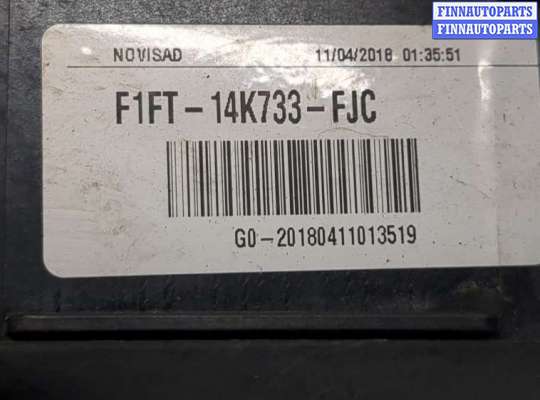 FINNAUTOPARTS
FINNAUTOPARTS
NOVISAD 11/04/2018 01:35:51
F1FT-14K733-FJC
G0-20180411013519